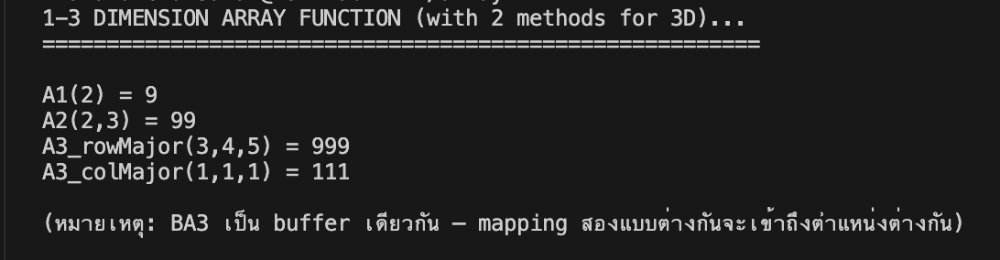 1-3 DIMENSION ARRAY FUNCTION (with 2 methods for 3D)...
========================================================
A1(2) = 9
A2(2,3) = 99
A3_rowMajor(3,4,5) = 999
A3_colMajor(1,1,1) = 111
(หมายเหตุ: BA3 เป็น buffer เดียวกัน — mapping สองแบบต่างกันจะเข้าถึงตำแหน่งต่างกัน)